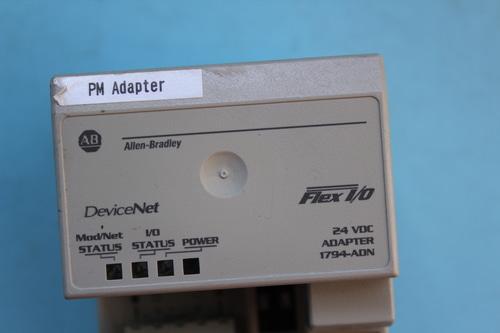 PM Adapter
AB
Allen-Bradley
Flex I/O
DeviceNet
Mod/Net
STATUS
I/O
STATUS
POWER
24 VDC
ADAPTER
1794-ADN